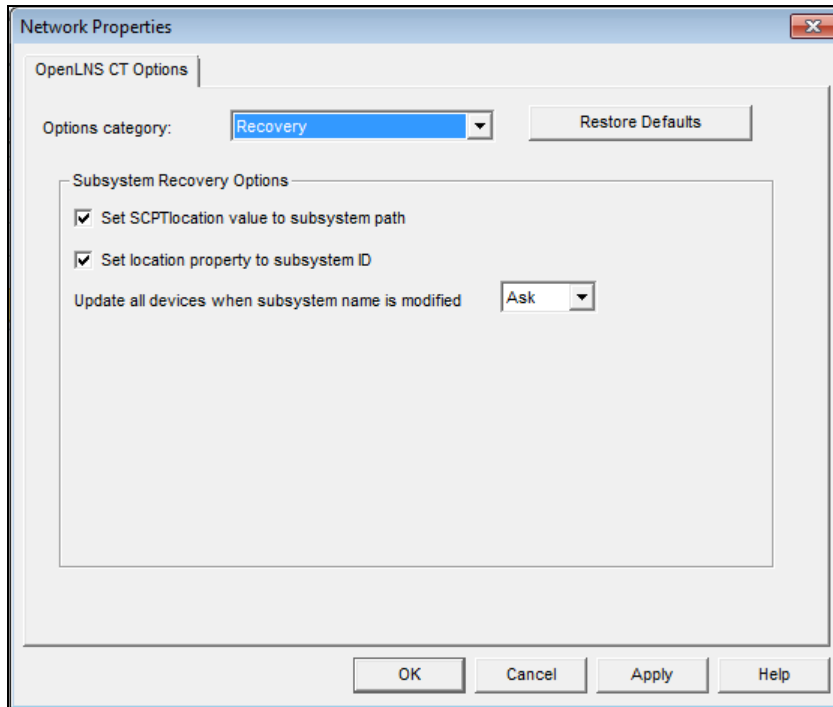 Network Properties
OpenLNS CT Options
Options category: Recovery Restore Defaults
Subsystem Recovery Options
Set SCPTlocation value to subsystem path
Set location property to subsystem ID
Update all devices when subsystem name is modified Ask
OK Cancel Apply Help